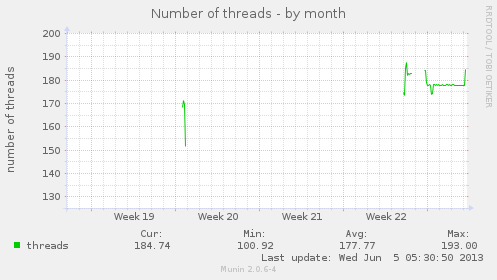 Number of threads - by month
RRDTOOL / TOBI OETIKER
number of threads
200
190
180
170
160
150
140
130
Week 19 Week 20 Week 21 Week 22
Cur: Min: Avg: Max:
threads 184.74 100.92 177.77 193.00
Last update: Wed Jun  5 05:30:50 2013
Munin 2.0.6-4